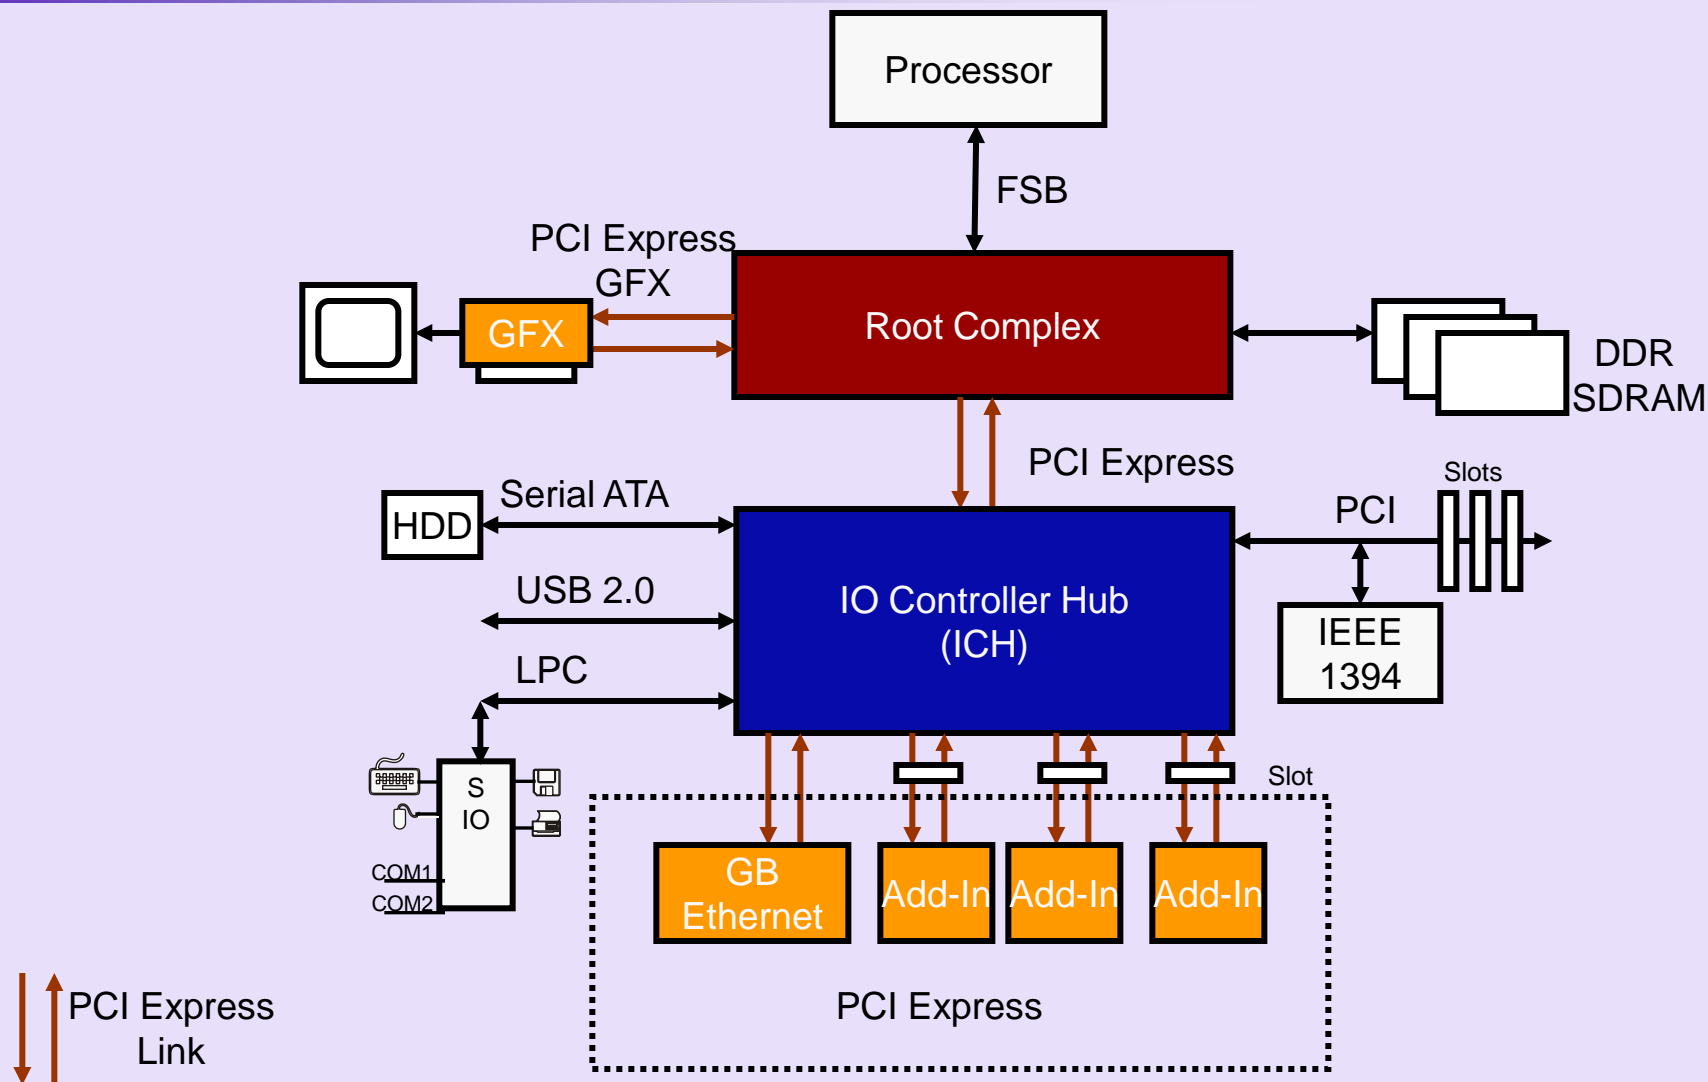 Processor
FSB
PCI Express
GFX
GFX
Root Complex
DDR
SDRAM
PCI Express
Slots
Serial ATA
HDD
PCI
USB 2.0
IO Controller Hub
(ICH)
IEEE
1394
LPC
S
IO
Slot
COM1
COM2
GB
Ethernet
Add-In
Add-In
Add-In
PCI Express
PCI Express
Link